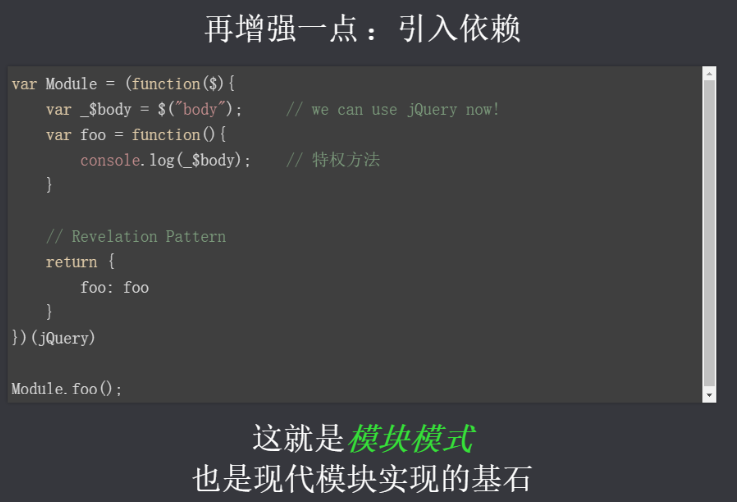 再增强一点：引入依赖
var Module = (function($){
    var _$body = $("body");     // we can use jQuery now!
    var foo = function(){
        console.log(_$body);    // 特权方法
    }

    // Revelation Pattern
    return {
        foo: foo
    }
})(jQuery)

Module.foo();
这就是模块模式
也是现代模块实现的基石